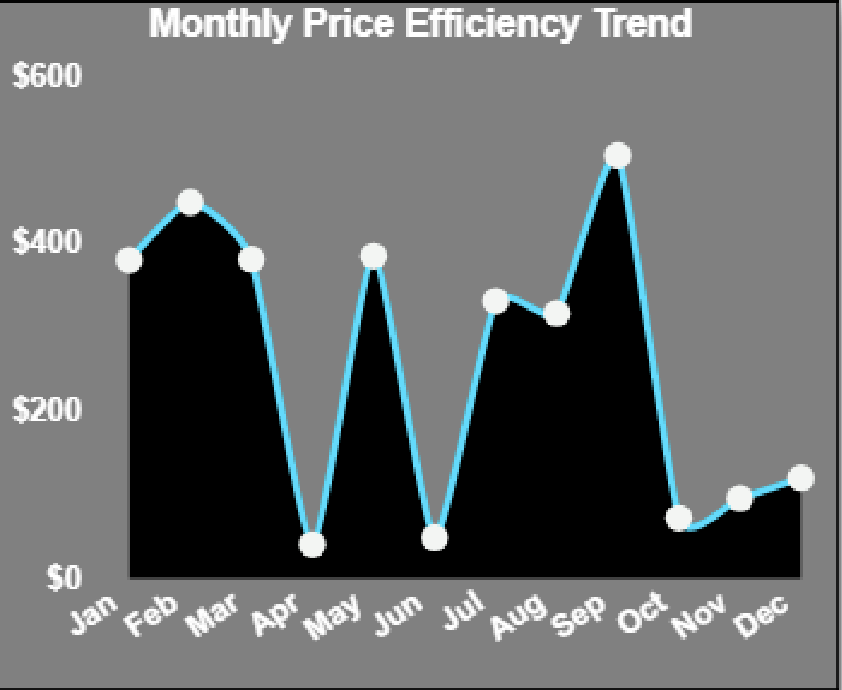 Monthly Price Efficiency Trend
$600
$400
$200
$0
Jan Feb Mar Apr May Jun Jul Aug Sep Oct Nov Dec